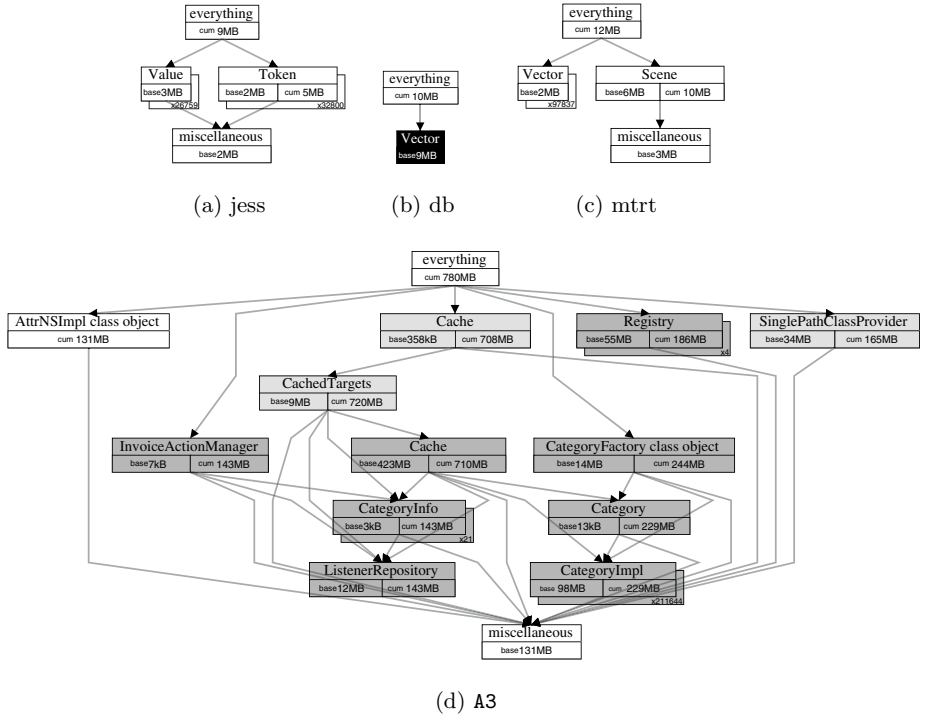 everything
cum 9MB
Value
base3MB
x26759
Token
base2MB cum 5MB
x32800
miscellaneous
base2MB
(a) jess
everything
cum 10MB
Vector
base9MB
(b) db
everything
cum 12MB
Vector
base2MB
x97837
Scene
base6MB cum 10MB
miscellaneous
base3MB
(c) mtrt
everything
cum 780MB
AttrNSImpl class object
cum 131MB
Cache
base358kB cum 708MB
Registry
base55MB cum 186MB
x4
SinglePathClassProvider
base34MB cum 165MB
CachedTargets
base9MB cum 720MB
InvoiceActionManager
base7kB cum 143MB
Cache
base423MB cum 710MB
CategoryFactory class object
base14MB cum 244MB
CategoryInfo
base3kB cum 143MB
x21
Category
base13kB cum 229MB
ListenerRepository
base12MB cum 143MB
CategoryImpl
base 98MB cum 229MB
x211644
miscellaneous
base131MB
(d) A3